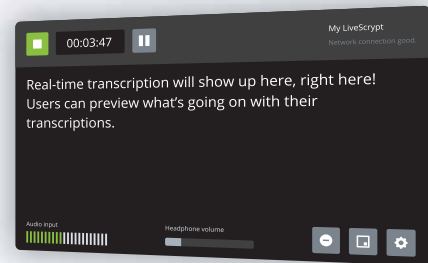 00:03:47
My LiveScrypt
Network connection good.
Real-time transcription will show up here, right here!
Users can preview what's going on with their
transcriptions.
Audio input
Headphone volume